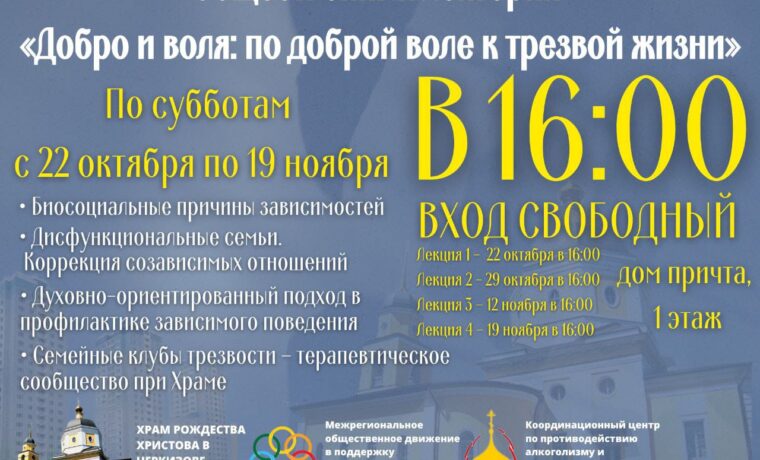 «Добро и воля: по доброй воле к трезвой жизни»
По субботам
с 22 октября по 19 ноября
В 16:00
ВХОД СВОБОДНЫЙ
• Биосоциальные причины зависимостей
• Дисфункциональные семьи.
Коррекция созависимых отношений
• Духовно-ориентированный подход в
профилактике зависимого поведения
• Семейные клубы трезвости – терапевтическое
сообщество при Храме
Лекция 1 – 22 октября в 16:00
Лекция 2 – 29 октября в 16:00
Лекция 3 – 12 ноября в 16:00
Лекция 4 – 19 ноября в 16:00
дом причта,
1 этаж
ХРАМ РОЖДЕСТВА
ХРИСТОВА В
ЧЕРКИЗОВЕ
Межрегиональное
общественное движение
в поддержку
Координационный центр
по противодействию
алкоголизму и